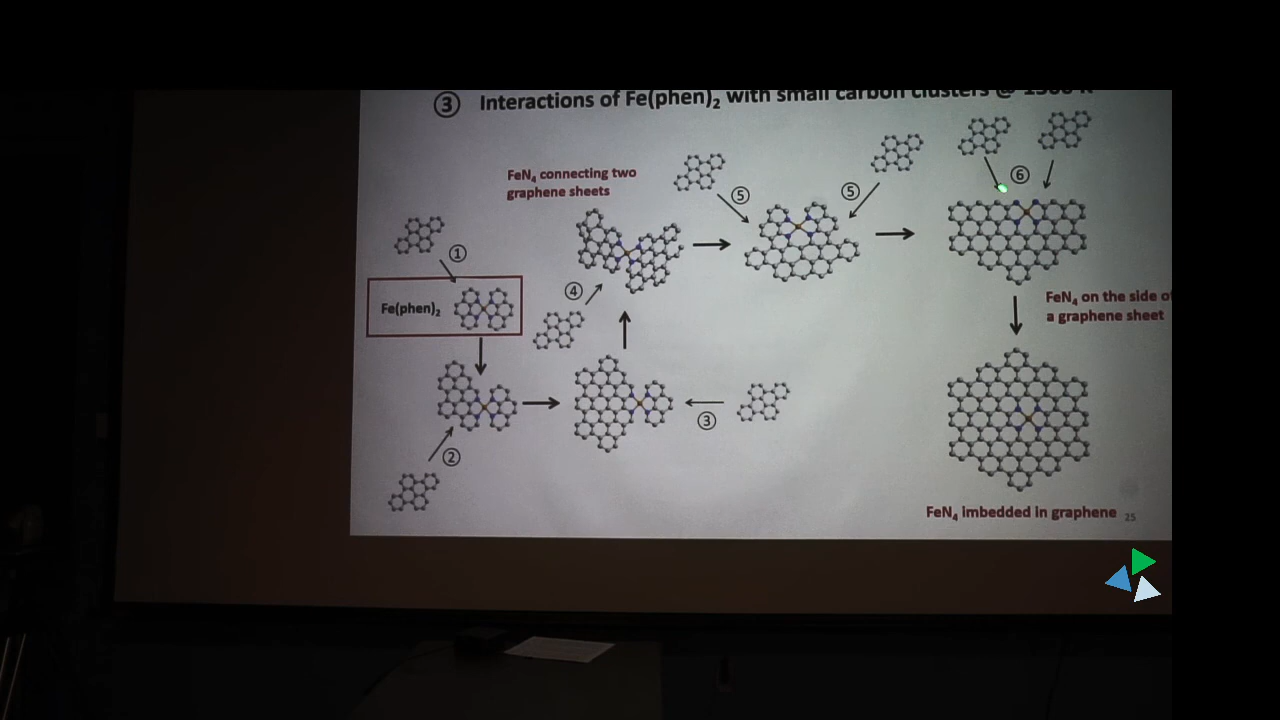 ③ Interactions of Fe(phen)₂ with small carbon clusters @ 1500 K
FeN₄ connecting two
graphene sheets
⑤
⑤
⑥
①
Fe(phen)₂
④
FeN₄ on the side of
a graphene sheet
③
②
FeN₄ imbedded in graphene
25